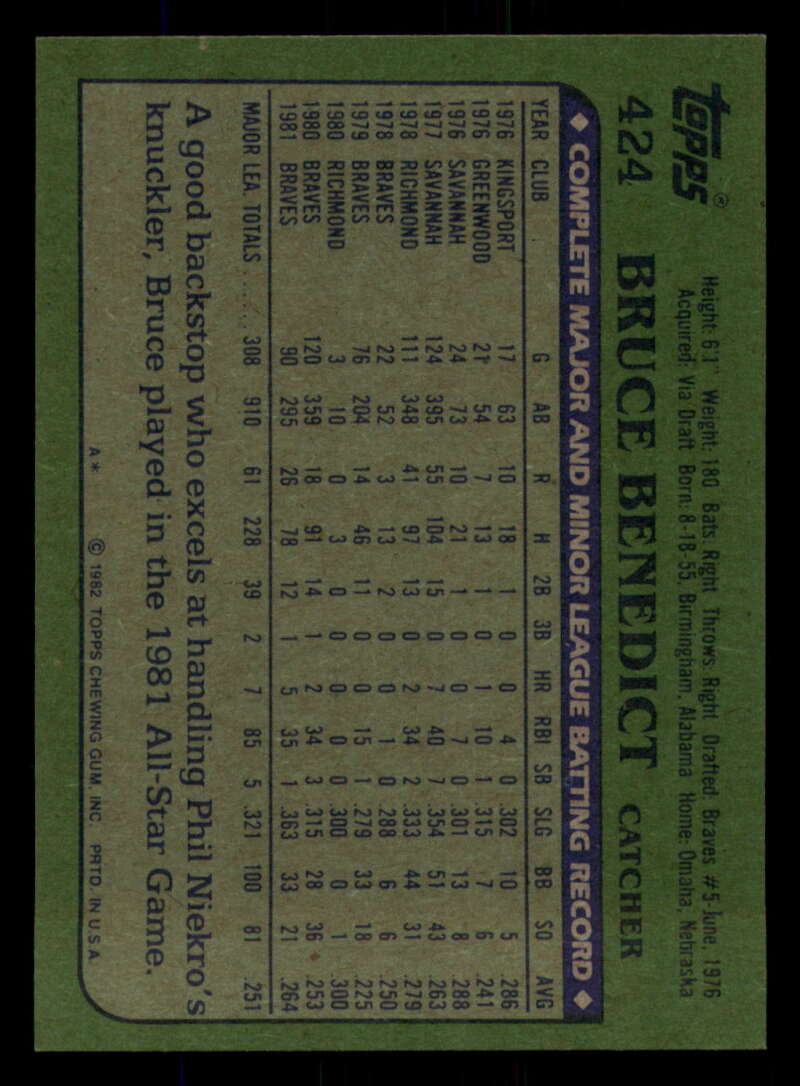 topps®
Height: 6'1" Weight: 180 Bats: Right Throws: Right Drafted: Braves #5-June, 1976
Acquired: Via Draft Born: 8-18-55, Birmingham, Alabama Home: Omaha, Nebraska
424 BRUCE BENEDICT CATCHER
◆ COMPLETE MAJOR AND MINOR LEAGUE BATTING RECORD ◆
YEAR CLUB G AB R H 2B 3B HR RBI SB SLG BB SO AVG
1976 KINGSPORT 17 63 10 18 1 0 0 4 0 .302 10 5 .286
1976 GREENWOOD 21 54 7 13 1 0 1 10 1 .315 7 6 .241
1976 SAVANNAH 24 73 10 21 1 0 0 7 0 .301 13 8 .288
1977 SAVANNAH 124 395 55 104 15 0 7 40 7 .354 51 43 .263
1978 RICHMOND 111 348 41 97 13 0 2 34 2 .333 44 31 .279
1978 BRAVES 22 52 3 13 2 0 0 1 0 .288 6 6 .250
1979 BRAVES 76 204 14 46 11 0 0 15 1 .279 33 18 .225
1980 RICHMOND 3 10 0 3 0 0 0 0 0 .300 0 1 .300
1980 BRAVES 120 359 18 91 14 1 2 34 3 .315 28 36 .253
1981 BRAVES 90 295 26 78 12 1 5 35 1 .363 33 21 .264
MAJOR LEA. TOTALS ...... 308 910 61 228 39 2 7 85 5 .321 100 81 .251
A good backstop who excels at handling Phil Niekro's
knuckler, Bruce played in the 1981 All-Star Game.
A* © 1982 TOPPS CHEWING GUM, INC. PRTD. IN U.S.A.